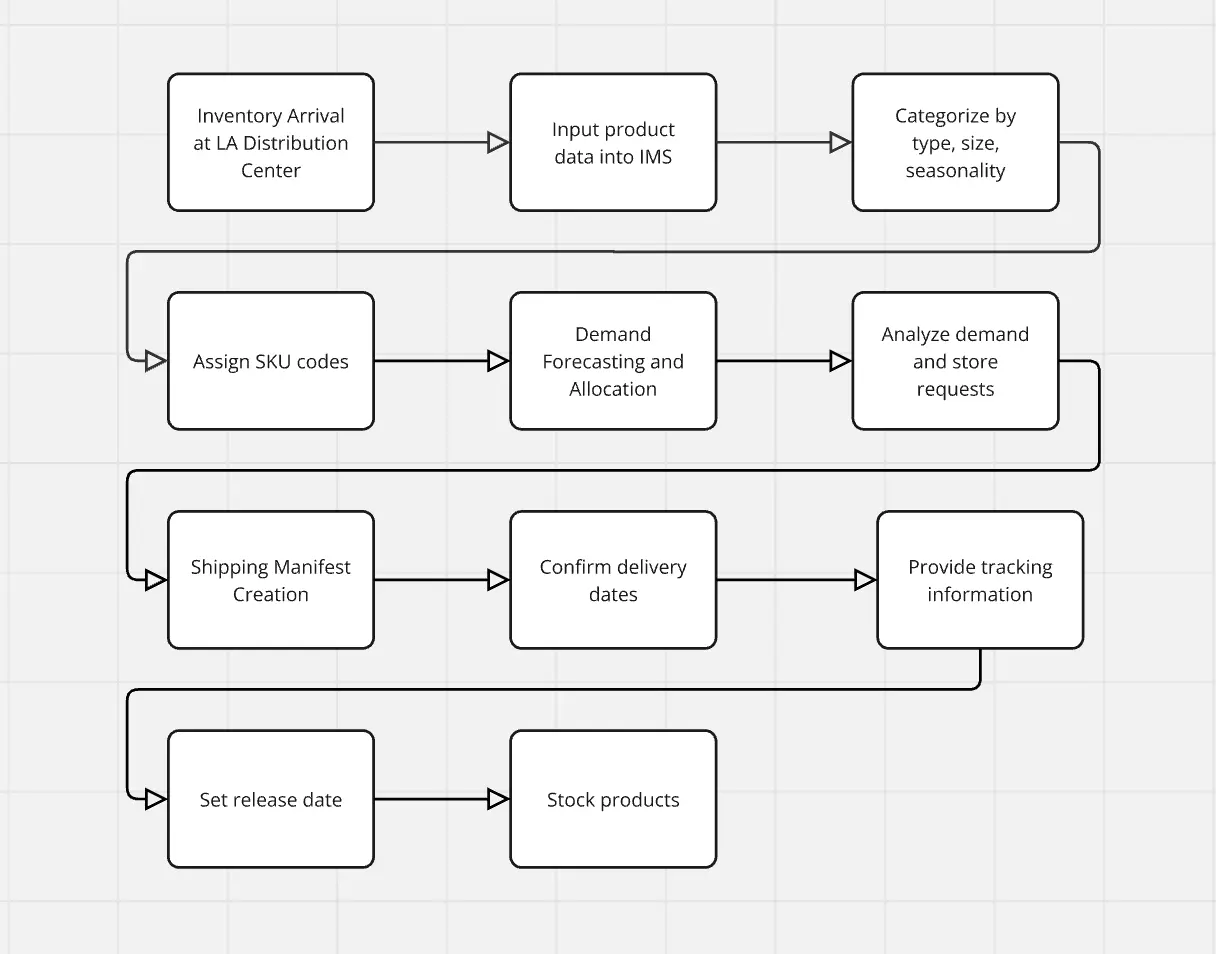 Inventory Arrival
at LA Distribution
Center
Input product
data into IMS
Categorize by
type, size,
seasonality
Assign SKU codes
Demand
Forecasting and
Allocation
Analyze demand
and store
requests
Shipping Manifest
Creation
Confirm delivery
dates
Provide tracking
information
Set release date
Stock products